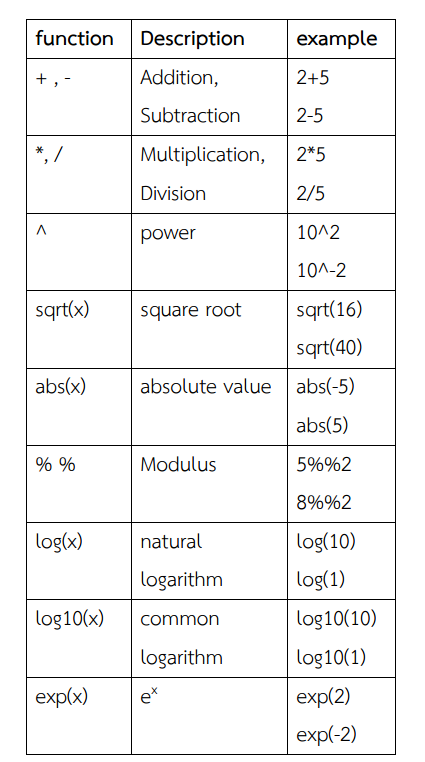 function Description example
+ , - Addition, 2+5
Subtraction 2-5
*, / Multiplication, 2*5
Division 2/5
^ power 10^2
10^-2
sqrt(x) square root sqrt(16)
sqrt(40)
abs(x) absolute value abs(-5)
abs(5)
% % Modulus 5%%2
8%%2
log(x) natural log(10)
logarithm log(1)
log10(x) common log10(10)
logarithm log10(1)
exp(x) eˣ exp(2)
exp(-2)